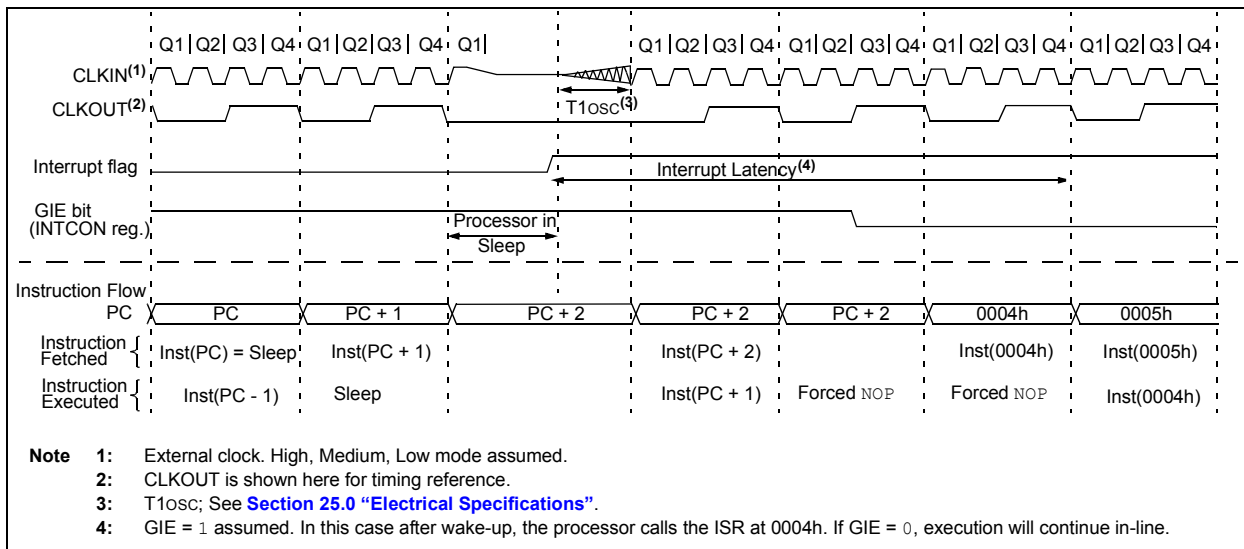 Q1 Q2 Q3 Q4 Q1 Q2 Q3 Q4 Q1 Q1 Q2 Q3 Q4 Q1 Q2 Q3 Q4 Q1 Q2 Q3 Q4 Q1 Q2 Q3 Q4
CLKIN(1)
T1OSC(3)
CLKOUT(2)
Interrupt flag
Interrupt Latency(4)
GIE bit
(INTCON reg.)
Processor in
Sleep
Instruction Flow
PC PC PC + 1 PC + 2 PC + 2 PC + 2 0004h 0005h
Instruction
Fetched
Inst(PC) = Sleep Inst(PC + 1) Inst(PC + 2) Inst(0004h) Inst(0005h)
Instruction
Executed
Inst(PC - 1) Sleep Inst(PC + 1) Forced NOP Forced NOP Inst(0004h)
Note 1: External clock. High, Medium, Low mode assumed.
2: CLKOUT is shown here for timing reference.
3: T1OSC; See Section 25.0 “Electrical Specifications”.
4: GIE = 1 assumed. In this case after wake-up, the processor calls the ISR at 0004h. If GIE = 0, execution will continue in-line.